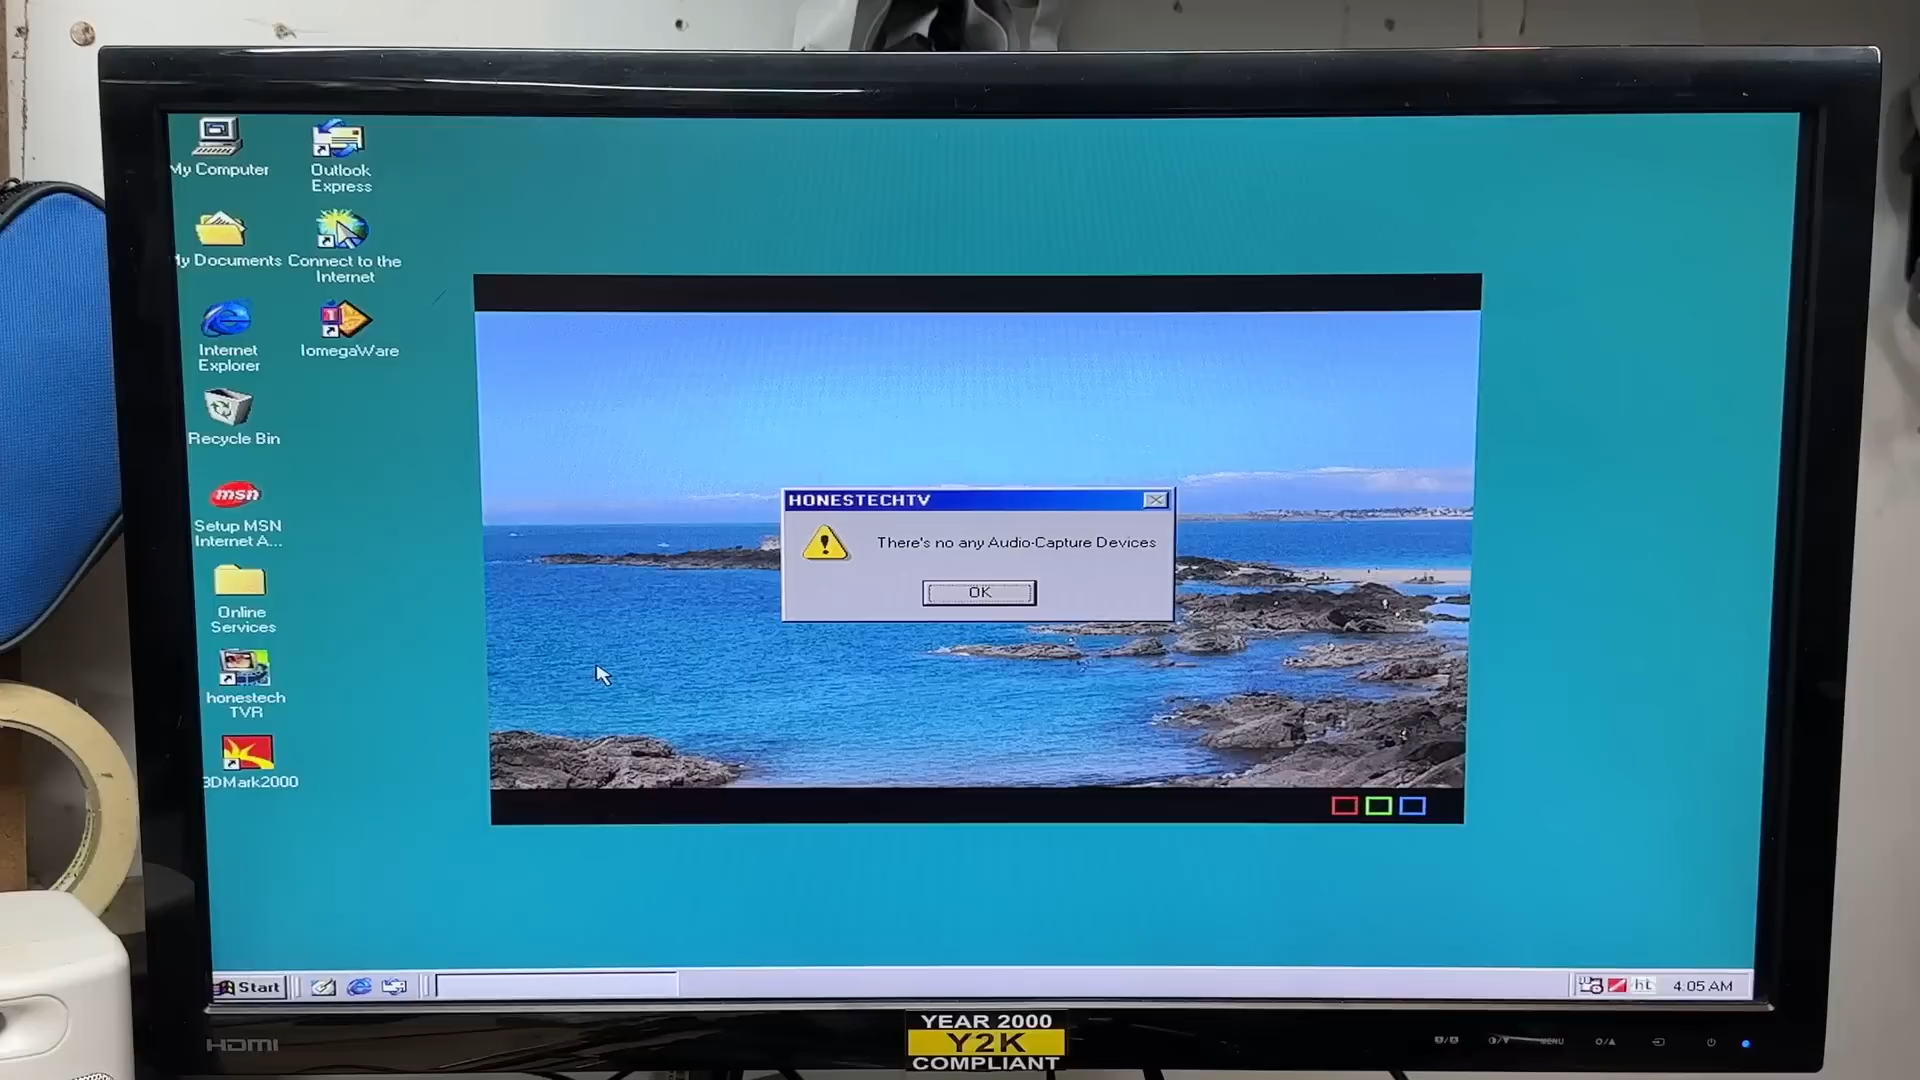 My Computer
Outlook
Express
My Documents
Connect to the
Internet
Internet
Explorer
IomegaWare
Recycle Bin
msn
Setup MSN
Internet A...
Online
Services
honestech
TVR
3DMark2000
HONESTECHTV
There's no any Audio-Capture Devices
OK
Start
ht
4:05 AM
HDMI
YEAR 2000
Y2K
COMPLIANT
MENU